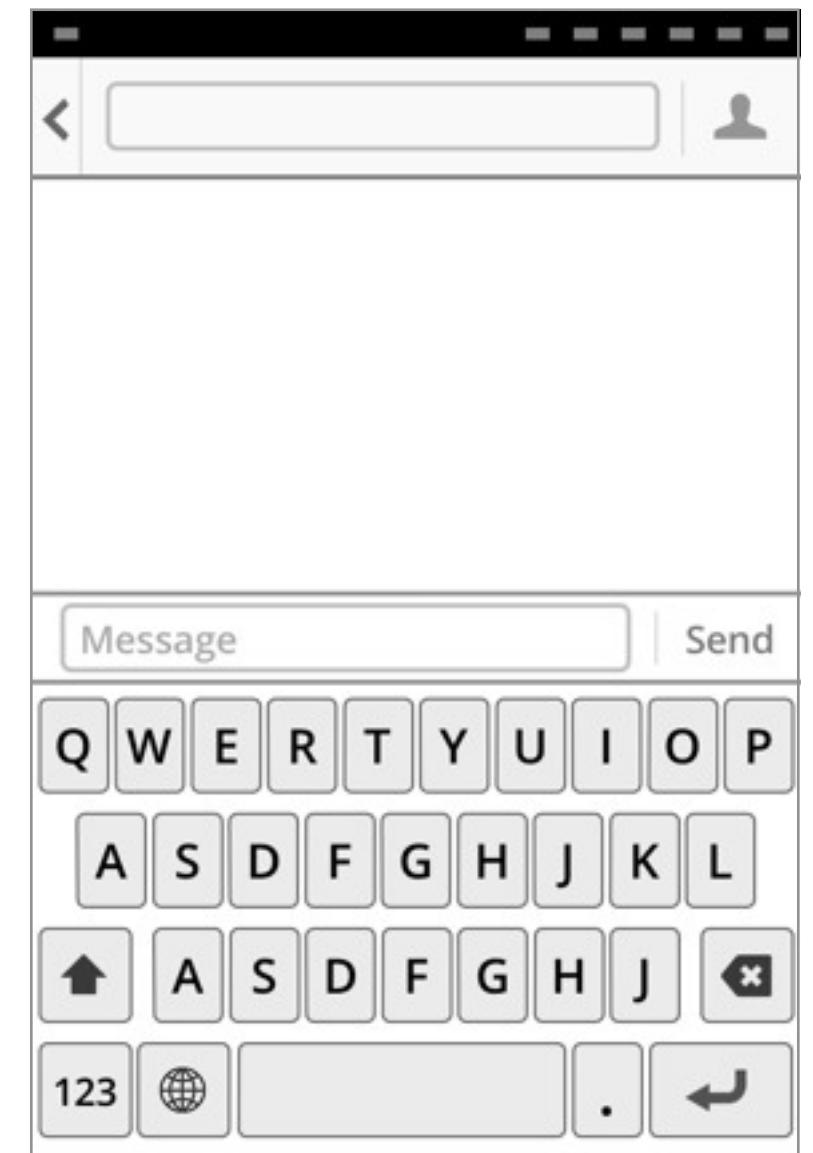 Message Send
Q W E R T Y U I O P
A S D F G H J K L
A S D F G H J
123 .